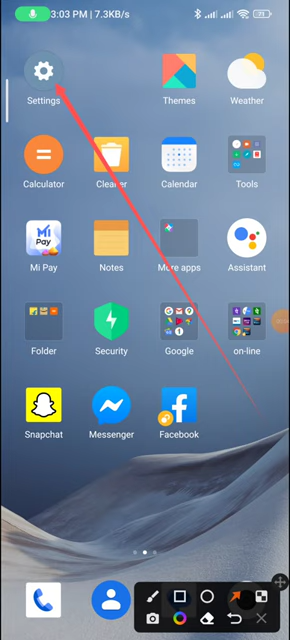 3:03 PM | 7.3KB/s
Settings
Themes
Weather
Calculator
Cleaner
Calendar
Tools
Mi
Pay
Mi Pay
Notes
More apps
Assistant
Folder
Security
Google
on-line
Snapchat
Messenger
Facebook